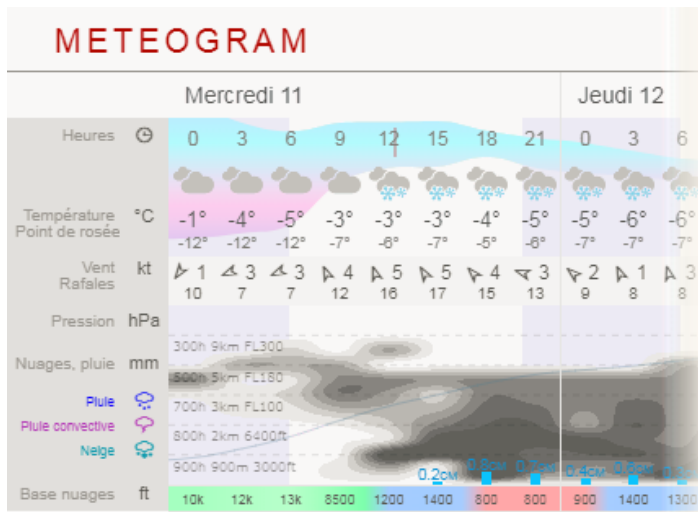 METEOGRAM
Mercredi 11 Jeudi 12
Heures 0 3 6 9 12 15 18 21 0 3 6
Température °C -1° -4° -5° -3° -3° -3° -4° -5° -5° -6° -6°
Point de rosée -12° -12° -12° -7° -6° -7° -5° -6° -7° -7° -7°
Vent kt 1 3 3 4 5 5 4 3 2 1 3
Rafales 10 7 7 12 16 17 15 13 9 8 8
Pression hPa
300h 9km FL300
Nuages, pluie mm
500h 5km FL180
Pluie
700h 3km FL100
Pluie convective
800h 2km 6400ft
Neige
900h 900m 3000ft
0.2CM 0.4CM
Base nuages ft 10k 12k 13k 8500 1200 1400 800 800 900 1400 1300